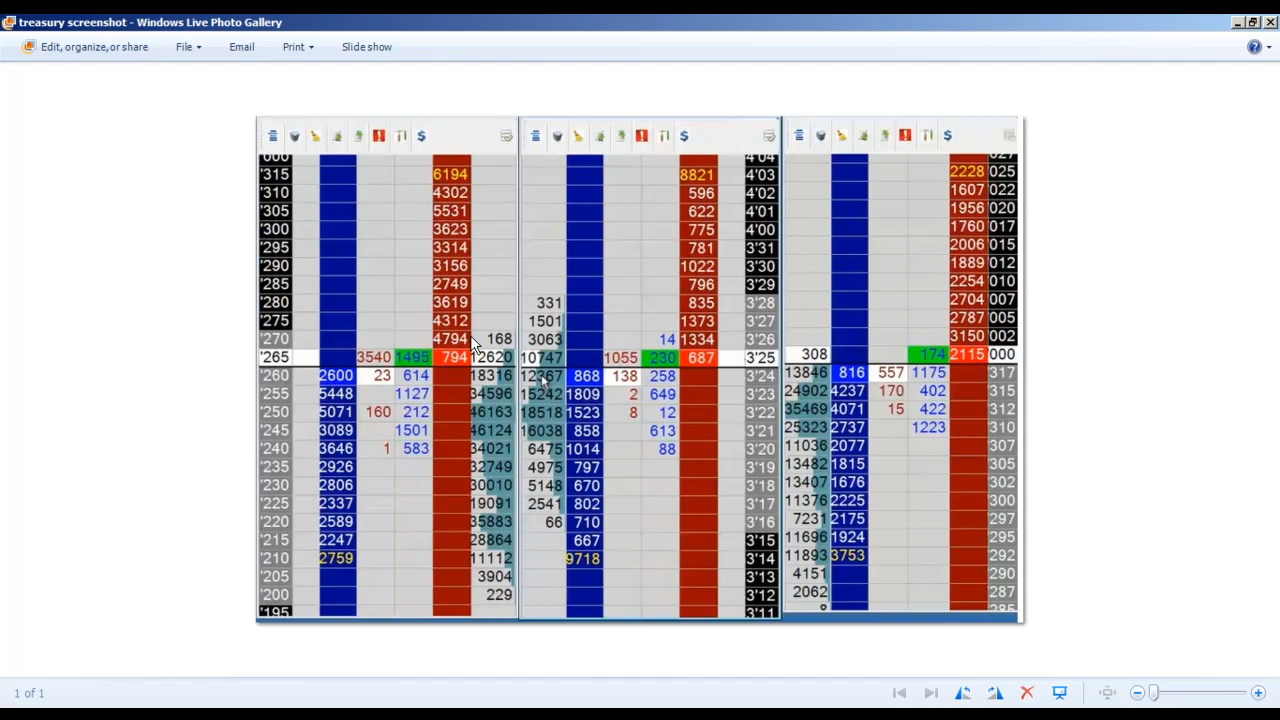 treasury screenshot - Windows Live Photo Gallery
Edit, organize, or share File Email Print Slide show
$ $ $
'315 6194 8821 4'03 2228 025
'310 4302 596 4'02 1607 022
'305 5531 622 4'01 1956 020
'300 3623 775 4'00 1760 017
'295 3314 781 3'31 2006 015
'290 3156 1022 3'30 1889 012
'285 2749 796 3'29 2254 010
'280 3619 331 835 3'28 2704 007
'275 4312 1501 1373 3'27 2787 005
'270 4794 168 3063 14 1334 3'26 3150 002
'265 3540 1495 794 12620 10747 1055 230 687 3'25 308 174 2115 000
'260 2600 23 614 18316 868 138 258 3'24 13846 816 557 1175 317
'255 5448 1127 34596 15242 1809 2 649 3'23 24902 4237 170 402 315
'250 5071 160 212 46163 18518 1523 8 12 3'22 35469 4071 15 422 312
'245 3089 1501 46124 16038 858 613 3'21 25323 2737 1223 310
'240 3646 1 583 34021 6475 1014 88 3'20 11036 2077 307
'235 2926 32749 4975 797 3'19 13482 1815 305
'230 2806 30010 5148 670 3'18 13407 1676 302
'225 2337 19091 2541 802 3'17 11376 2225 300
'220 2589 35883 66 710 3'16 7231 2175 297
'215 2247 28864 667 3'15 11696 1924 295
'210 2759 11112 9718 3'14 11893 3753 292
'205 3904 3'13 4151 290
'200 229 3'12 2062 287
'195 3'11
1 of 1